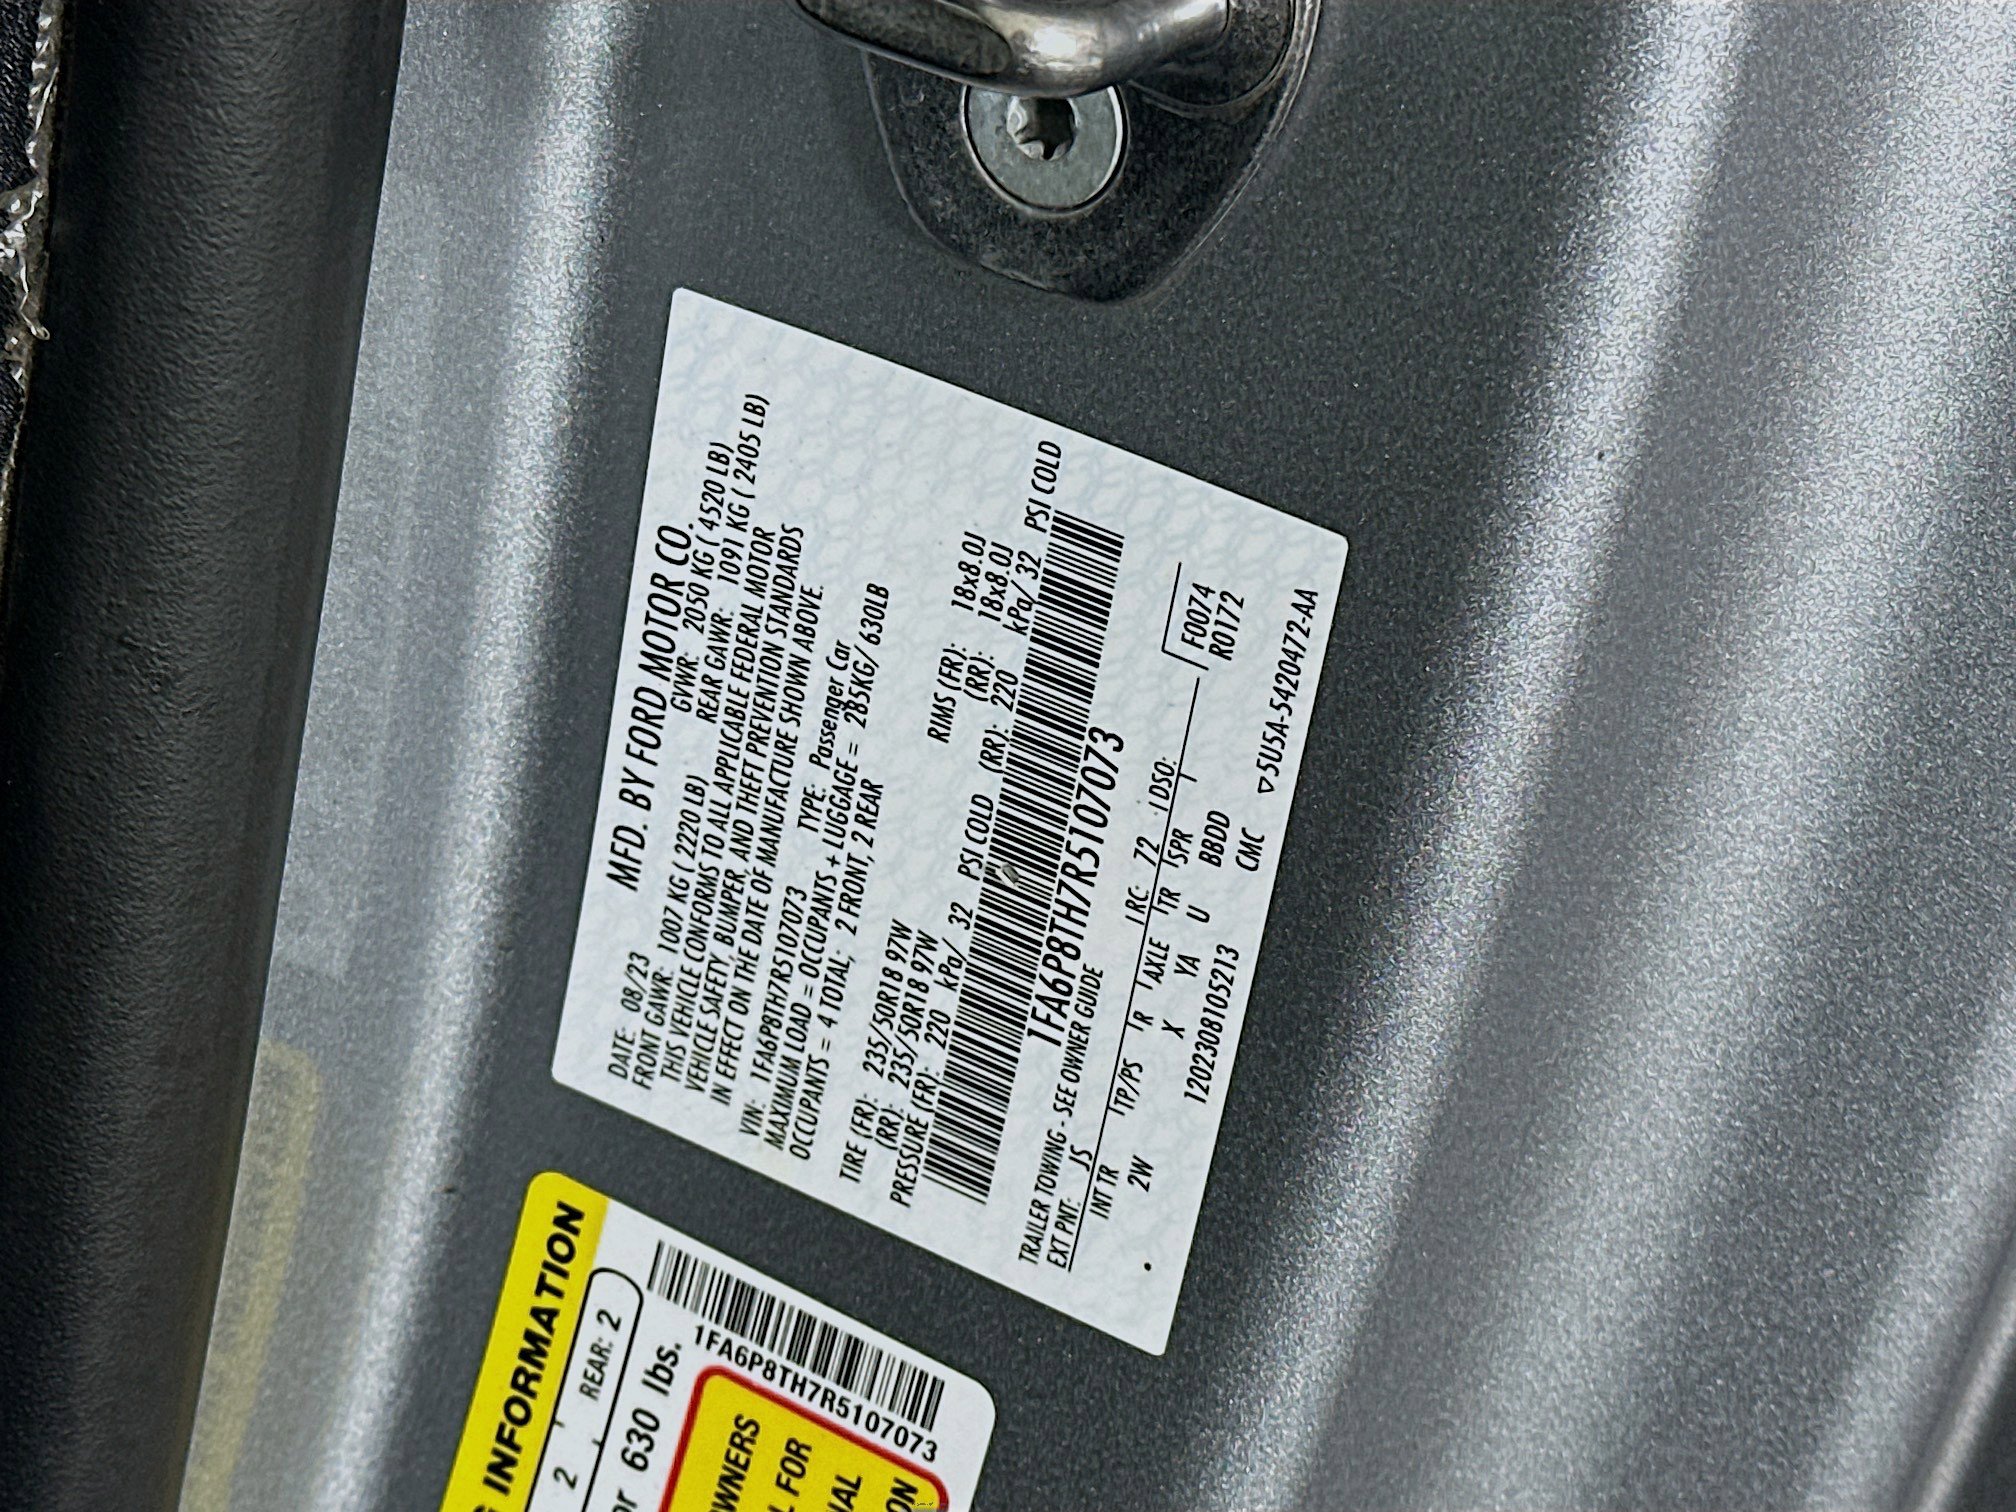 MFD. BY FORD MOTOR CO.
DATE: 08/23 GVWR: 2050 KG ( 4520 LB)
FRONT GAWR: 1007 KG ( 2220 LB) REAR GAWR: 1091 KG ( 2405 LB)
THIS VEHICLE CONFORMS TO ALL APPLICABLE FEDERAL MOTOR
VEHICLE SAFETY, BUMPER, AND THEFT PREVENTION STANDARDS
IN EFFECT ON THE DATE OF MANUFACTURE SHOWN ABOVE.
VIN: 1FA6P8TH7R5107073 TYPE: Passenger Car
MAXIMUM LOAD = OCCUPANTS + LUGGAGE = 285KG/ 630LB
OCCUPANTS = 4 TOTAL; 2 FRONT, 2 REAR
TIRE (FR): 235/50R18 97W RIMS (FR): 18x8.0J
(RR): 235/50R18 97W (RR): 18x8.0J
PRESSURE (FR): 220 kPa/ 32 PSI COLD (RR): 220 kPa/ 32 PSI COLD
1FA6P8TH7R5107073
TRAILER TOWING - SEE OWNER GUIDE
EXT PNT: JS RC: 72 DSO: F0074
INT TR TP/PS R AXLE TR SPR R0172
2W X YA U BBDD
1202308105213 CMC ▽5U5A-5420472-AA
INFORMATION
2 REAR: 2
630 lbs.
1FA6P8TH7R5107073
FOR